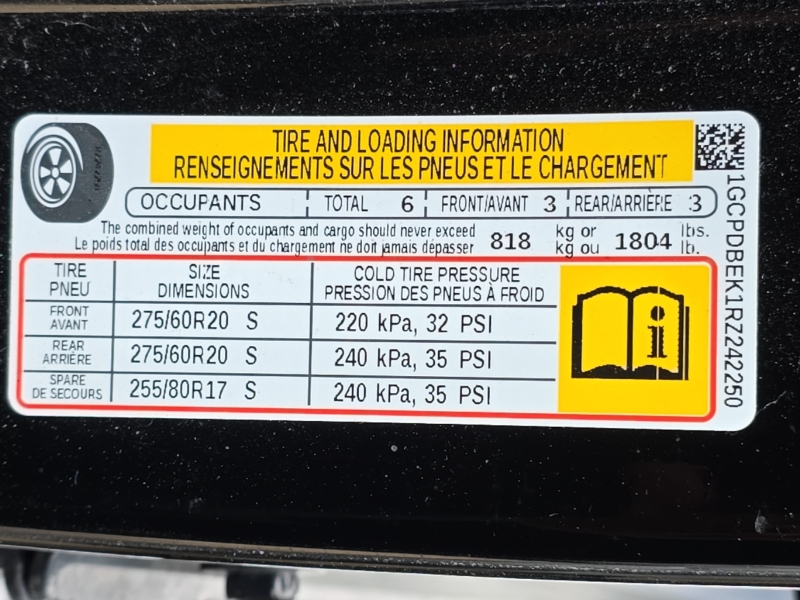 TIRE AND LOADING INFORMATION
RENSEIGNEMENTS SUR LES PNEUS ET LE CHARGEMENT
OCCUPANTS TOTAL 6 FRONT/AVANT 3 REAR/ARRIÈRE 3
The combined weight of occupants and cargo should never exceed 818 kg or 1804 lbs.
Le poids total des occupants et du chargement ne doit jamais dépasser kg ou lb.
TIRE SIZE COLD TIRE PRESSURE
PNEU DIMENSIONS PRESSION DES PNEUS À FROID
FRONT
AVANT 275/60R20 S 220 kPa, 32 PSI
REAR
ARRIÈRE 275/60R20 S 240 kPa, 35 PSI
SPARE
DE SECOURS 255/80R17 S 240 kPa, 35 PSI
i
1GCPDBEK1RZ242250